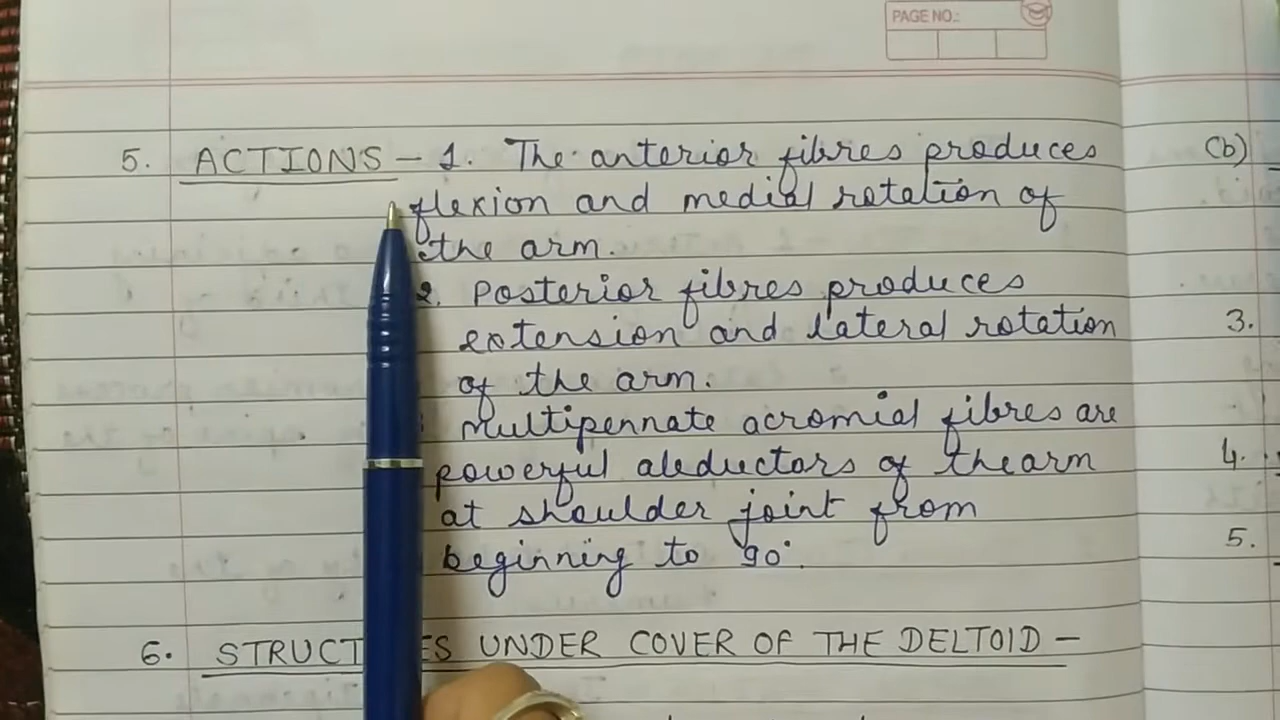 PAGE NO.:
5. ACTIONS - 1. The anterior fibres produces
flexion and medial rotation of
the arm.
2. Posterior fibres produces
extension and lateral rotation
of the arm.
Multipennate acromial fibres are
powerful abductors of the arm
at shoulder joint from
beginning to 90°.
6. STRUCT ES UNDER COVER OF THE DELTOID -
(b)
3.
4.
5.